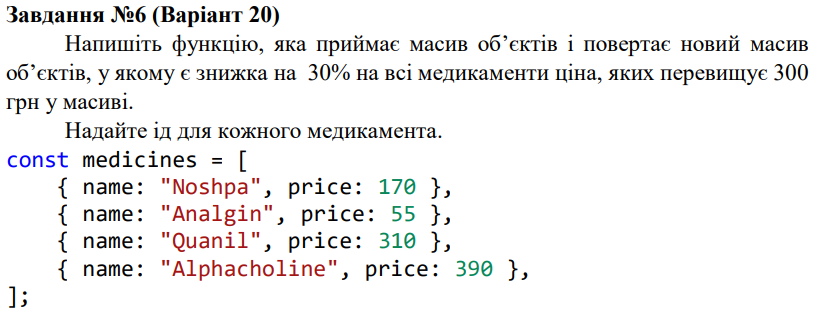 Завдання №6 (Варіант 20)
Напишіть функцію, яка приймає масив об’єктів і повертає новий масив
об’єктів, у якому є знижка на 30% на всі медикаменти ціна, яких перевищує 300
грн у масиві.
Надайте ід для кожного медикамента.
const medicines = [
    { name: "Noshpa", price: 170 },
    { name: "Analgin", price: 55 },
    { name: "Quanil", price: 310 },
    { name: "Alphacholine", price: 390 },
];